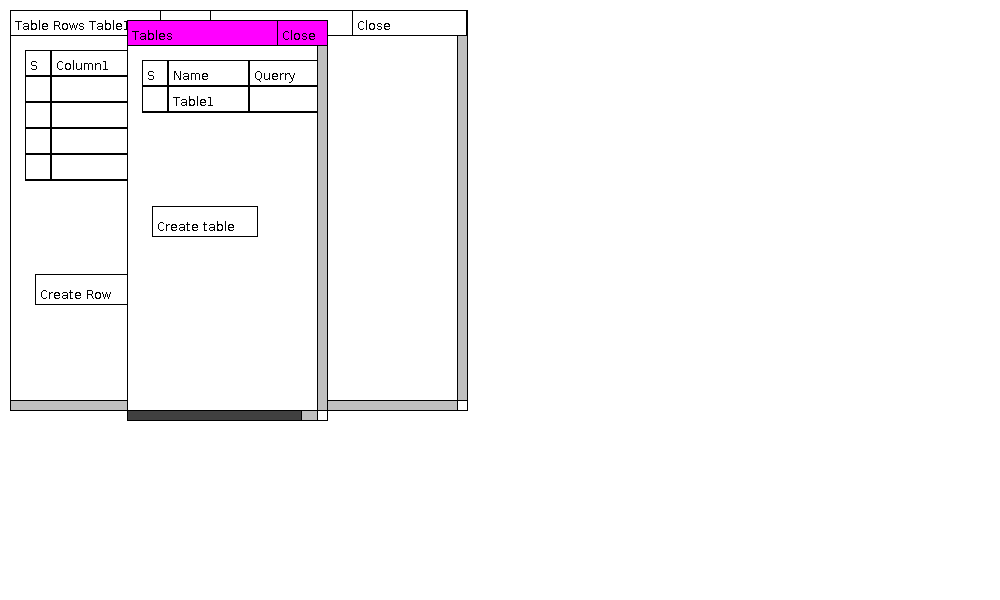 Table Rows Table1
Close
S Column1
Create Row
Tables Close
S Name Querry
Table1
Create table